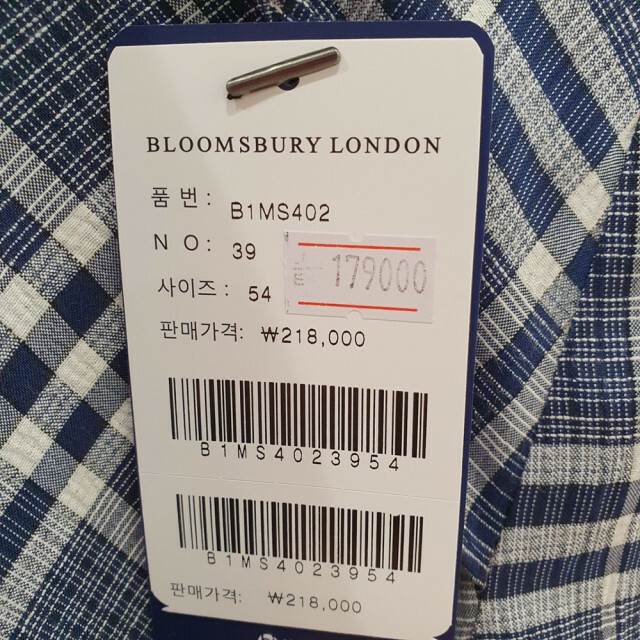 BLOOMSBURY LONDON
품 번 : B1MS402
N O : 39
179000
사이즈 : 54
판매가격: ₩218,000
B1MS4023954
B1MS4023954
판매가격: ₩218,000